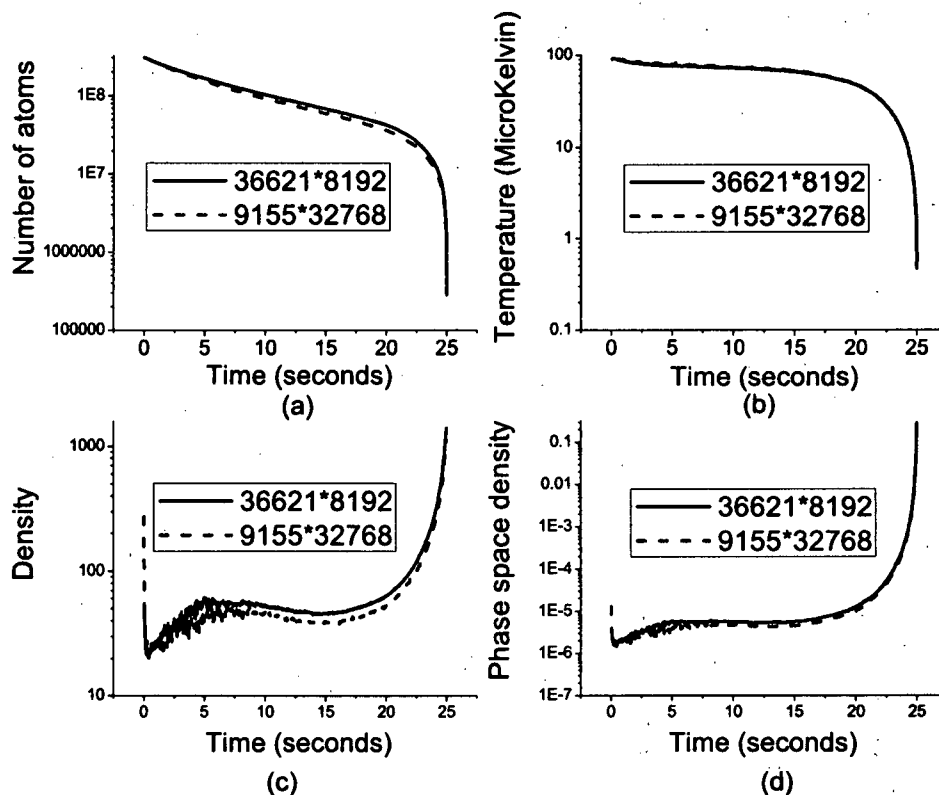 Number of atoms
1E8
1E7
1000000
100000
36621*8192
9155*32768
0 5 10 15 20 25
Time (seconds)
(a)
Temperature (MicroKelvin)
100
10
1
0.1
36621*8192
9155*32768
0 5 10 15 20 25
Time (seconds)
(b)
Density
1000
100
10
36621*8192
9155*32768
0 5 10 15 20 25
Time (seconds)
(c)
Phase space density
0.1
0.01
1E-3
1E-4
1E-5
1E-6
1E-7
36621*8192
9155*32768
0 5 10 15 20 25
Time (seconds)
(d)